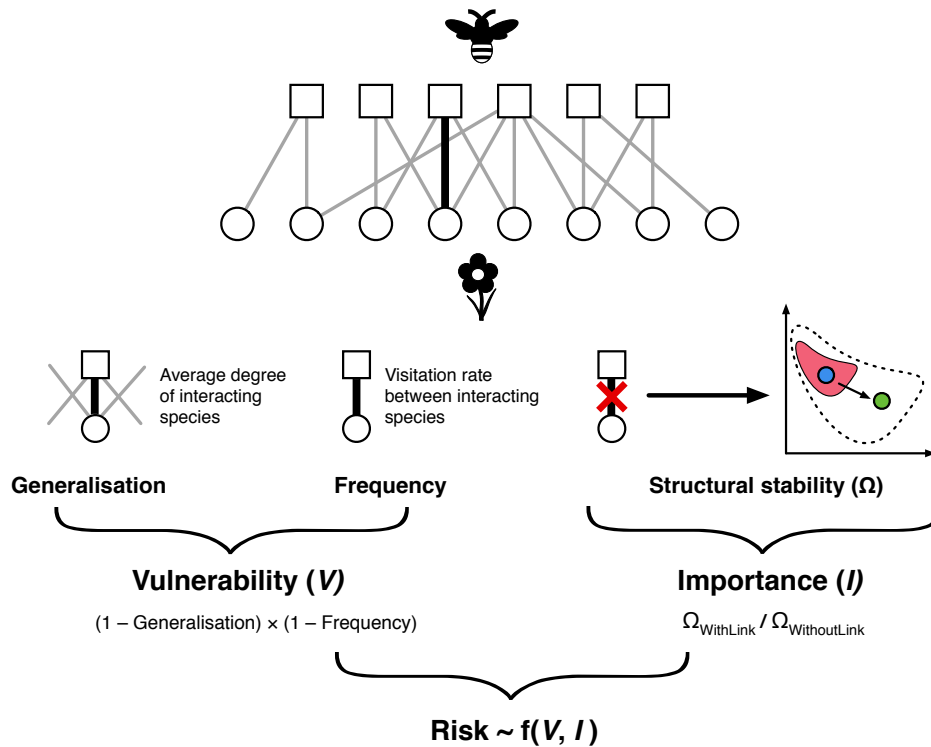 Average degree
of interacting
species
Visitation rate
between interacting
species
Generalisation
Frequency
Structural stability (Ω)
Vulnerability (V)
Importance (I)
(1 – Generalisation) × (1 – Frequency)
ΩWithLink / ΩWithoutLink
Risk ~ f(V, I)